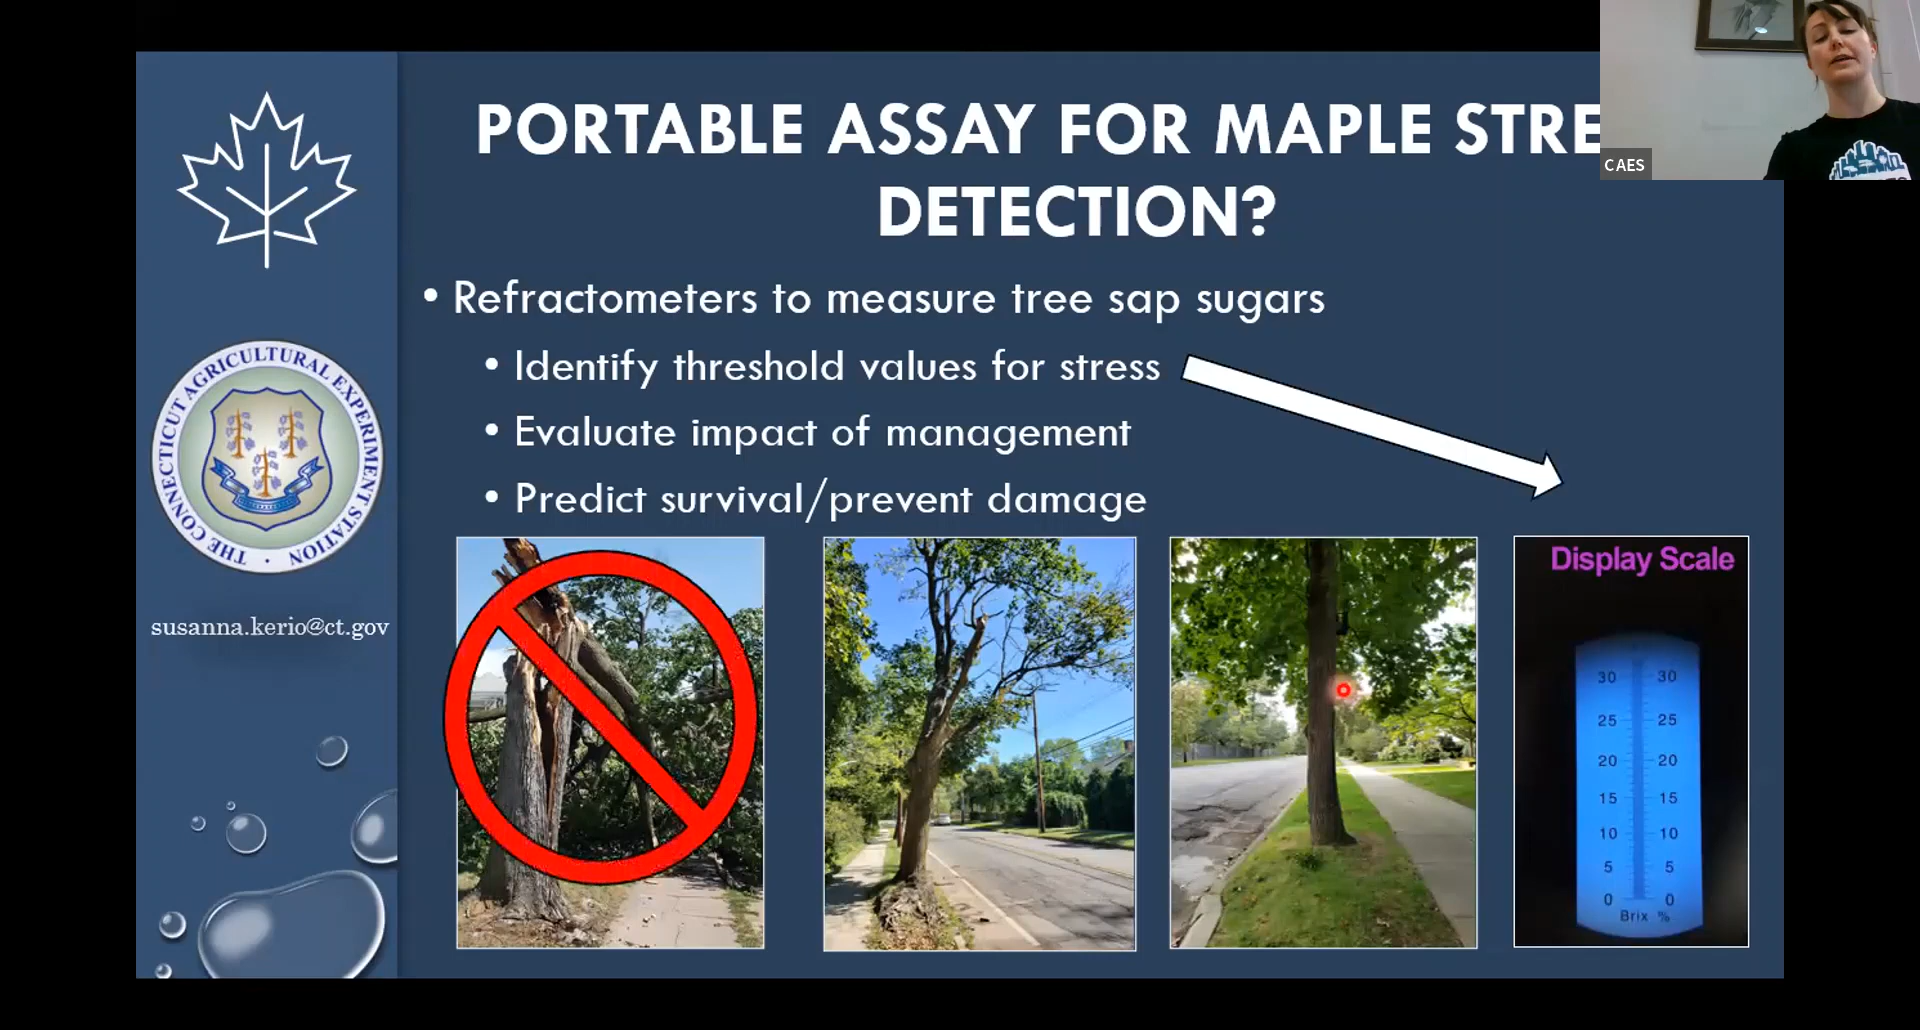 PORTABLE ASSAY FOR MAPLE STRE
DETECTION?
CAES
• Refractometers to measure tree sap sugars
• Identify threshold values for stress
• Evaluate impact of management
• Predict survival/prevent damage
THE CONNECTICUT AGRICULTURAL EXPERIMENT STATION •
susanna.kerio@ct.gov
Display Scale
30 30
25 25
20 20
15 15
10 10
5 5
0 0
Brix %